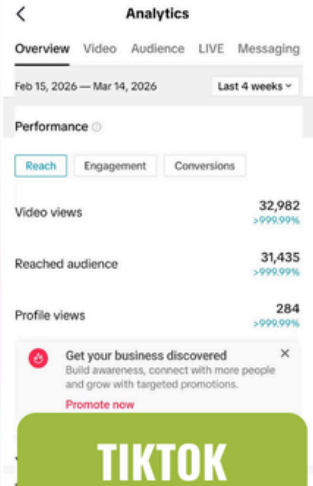 Analytics
Overview Video Audience LIVE Messaging
Feb 15, 2026 — Mar 14, 2026 Last 4 weeks
Performance
Reach Engagement Conversions
Video views 32,982
>999.99%
Reached audience 31,435
>999.99%
Profile views 284
>999.99%
Get your business discovered
Build awareness, connect with more people
and grow with targeted promotions.
Promote now
TIKTOK